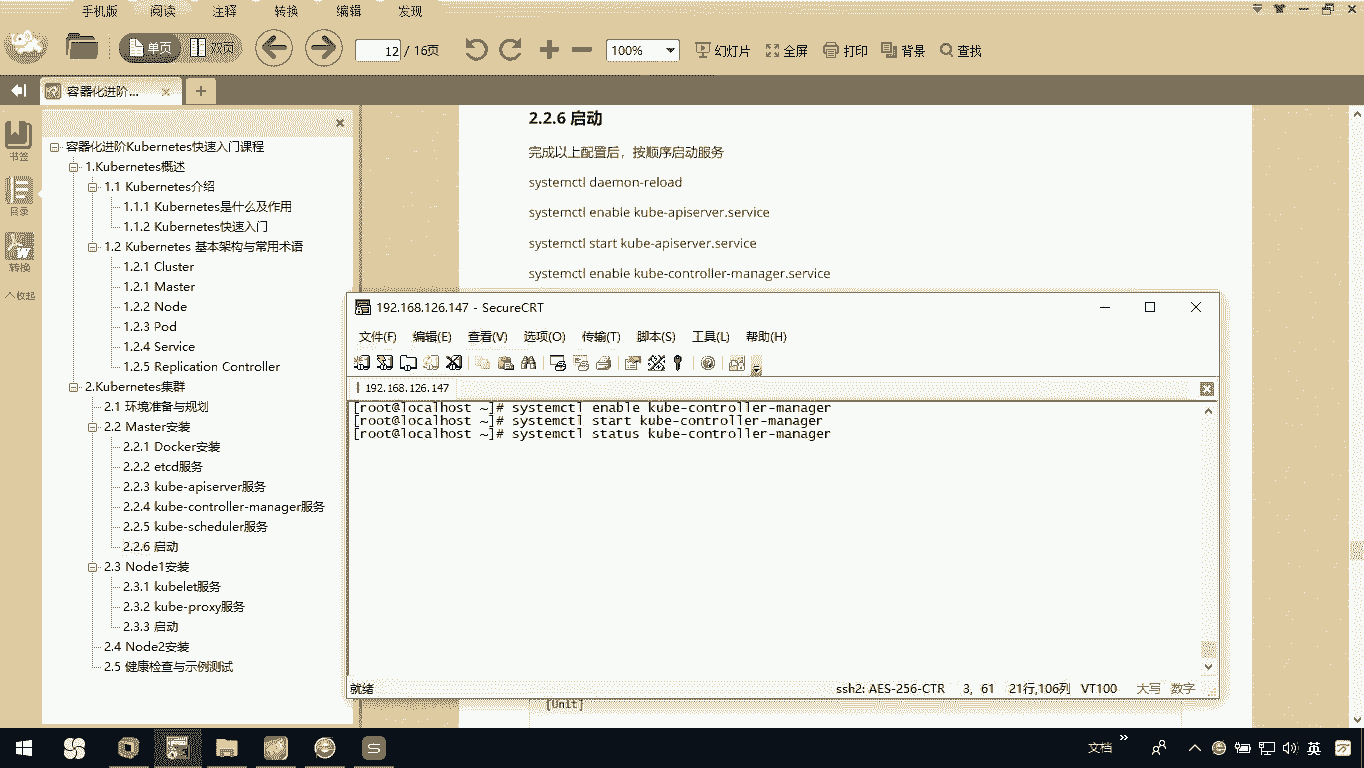 手机版 阅读 注释 转换 编辑 发现
单页 双页 12 / 16页 100% 幻灯片 全屏 打印 背景 查找
容器化进阶...
书签
目录
转换
收起
容器化进阶Kubernetes快速入门课程
1.Kubernetes概述
1.1 Kubernetes介绍
1.1.1 Kubernetes是什么及作用
1.1.2 Kubernetes快速入门
1.2 Kubernetes 基本架构与常用术语
1.2.1 Cluster
1.2.1 Master
1.2.2 Node
1.2.3 Pod
1.2.4 Service
1.2.5 Replication Controller
2.Kubernetes集群
2.1 环境准备与规划
2.2 Master安装
2.2.1 Docker安装
2.2.2 etcd服务
2.2.3 kube-apiserver服务
2.2.4 kube-controller-manager服务
2.2.5 kube-scheduler服务
2.2.6 启动
2.3 Node1安装
2.3.1 kubelet服务
2.3.2 kube-proxy服务
2.3.3 启动
2.4 Node2安装
2.5 健康检查与示例测试
2.2.6 启动
完成以上配置后，按顺序启动服务
systemctl daemon-reload
systemctl enable kube-apiserver.service
systemctl start kube-apiserver.service
systemctl enable kube-controller-manager.service
192.168.126.147 - SecureCRT
文件(F) 编辑(E) 查看(V) 选项(O) 传输(T) 脚本(S) 工具(L) 帮助(H)
192.168.126.147
[root@localhost ~]# systemctl enable kube-controller-manager
[root@localhost ~]# systemctl start kube-controller-manager
[root@localhost ~]# systemctl status kube-controller-manager
就绪 ssh2: AES-256-CTR 3, 61 21行,106列 VT100 大写 数字
[Unit]
文档 英